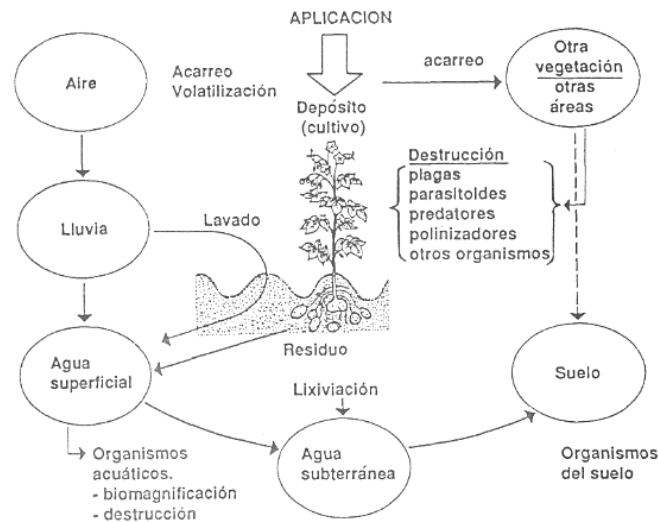 APLICACION
Aire
Acarreo
Volatilización
acarreo
Otra
vegetación
otras
áreas
Depósito
(cultivo)
Destrucción
plagas
parasitoldes
predatores
polinizadores
otros organismos
Lluvia
Lavado
Residuo
Agua
superficial
Lixiviación
Suelo
Agua
subterránea
Organismos
acuáticos.
- biomagnificación
- destrucción
Organismos
del suelo